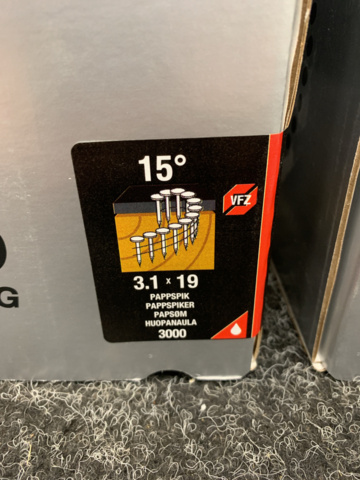 15°
VFZ
3.1 x 19
PAPPSPIK
PAPPSPIKER
PAPSØM
HUOPANAULA
3000
G